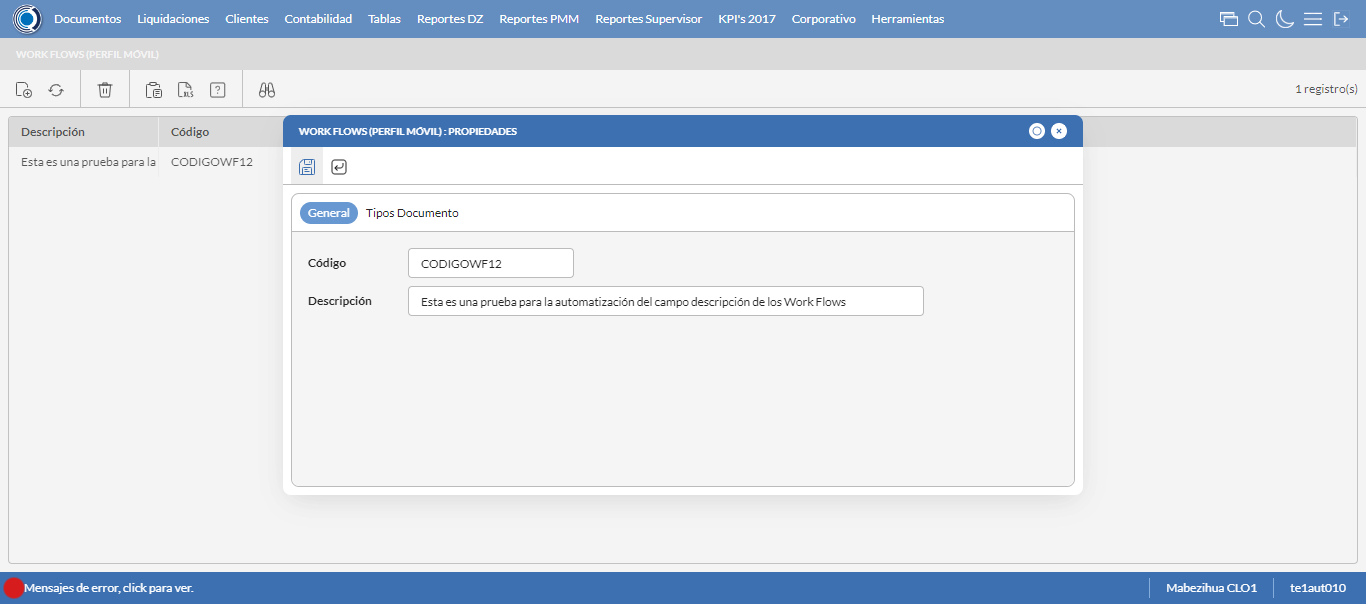 Documentos Liquidaciones Clientes Contabilidad Tablas Reportes DZ Reportes PMM Reportes Supervisor KPI's 2017 Corporativo Herramientas
WORK FLOWS (PERFIL MÓVIL)
XLS ? 1 registro(s)
Descripción Código
Esta es una prueba para la CODIGOWF12
WORK FLOWS (PERFIL MÓVIL) : PROPIEDADES
General Tipos Documento
Código CODIGOWF12
Descripción Esta es una prueba para la automatización del campo descripción de los Work Flows
Mensajes de error, click para ver. Mabezihua CLO1 te1aut010